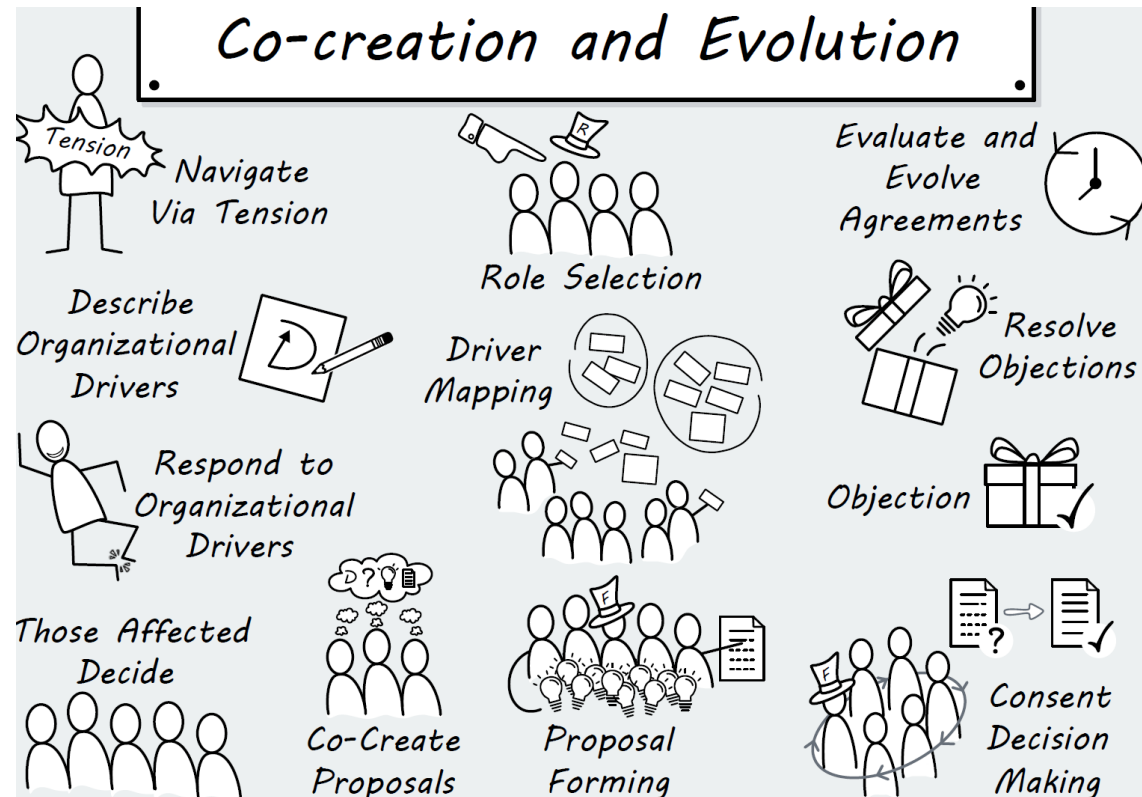 Co-creation and Evolution
Tension
Navigate
Via Tension
R
Role Selection
Evaluate and
Evolve
Agreements
Describe
Organizational
Drivers
D
Driver
Mapping
Resolve
Objections
Respond to
Organizational
Drivers
Objection
Those Affected
Decide
D?
Co-Create
Proposals
F
Proposal
Forming
?
F
Consent
Decision
Making